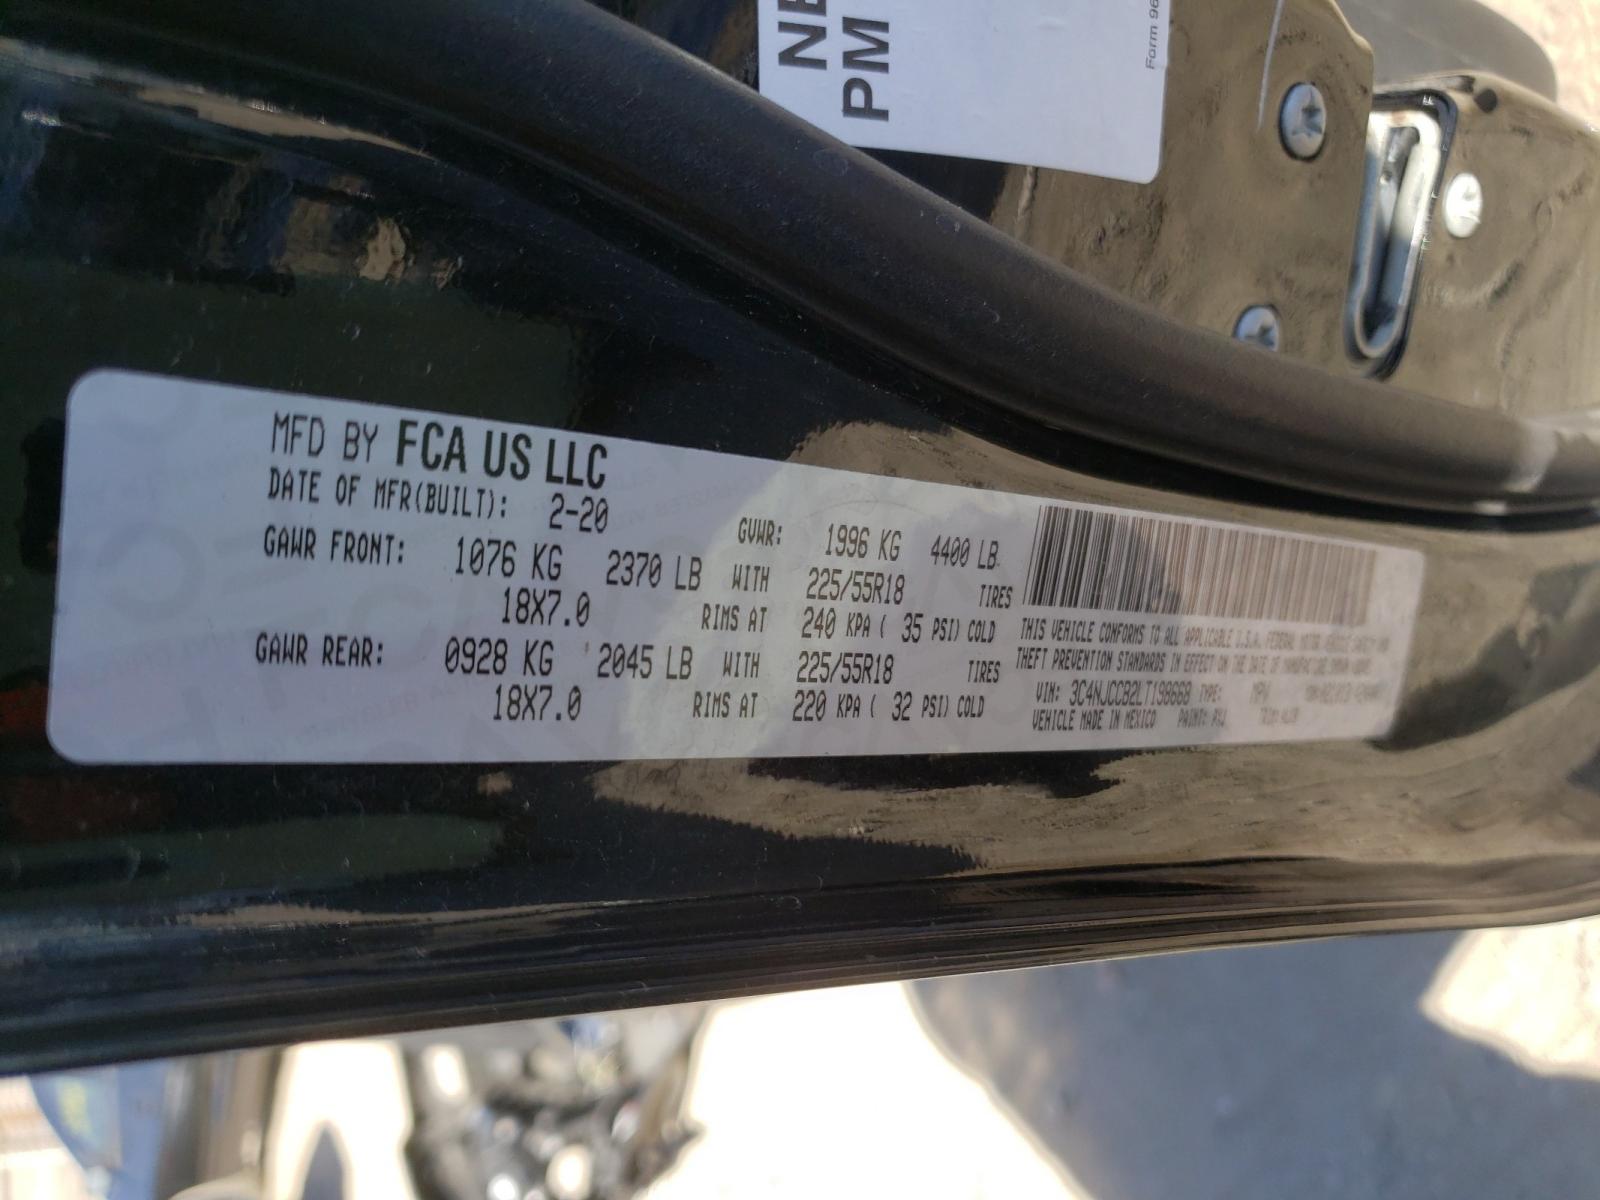 NE
PM
Form 96
MFD BY FCA US LLC
DATE OF MFR(BUILT): 2-20
GVWR: 1996 KG 4400 LB
GAWR FRONT: 1076 KG 2370 LB WITH 225/55R18 TIRES
18X7.0 RIMS AT 240 KPA ( 35 PSI) COLD
GAWR REAR: 0928 KG 2045 LB WITH 225/55R18 TIRES
18X7.0 RIMS AT 220 KPA ( 32 PSI) COLD
THIS VEHICLE CONFORMS TO ALL APPLICABLE U.S.A. FEDERAL MOTOR VEHICLE SAFETY AND
THEFT PREVENTION STANDARDS IN EFFECT ON THE DATE OF MANUFACTURE SHOWN ABOVE.
VIN: 3C4NJCCB2LT198668 TYPE: MPV
VEHICLE MADE IN MEXICO PAINT: